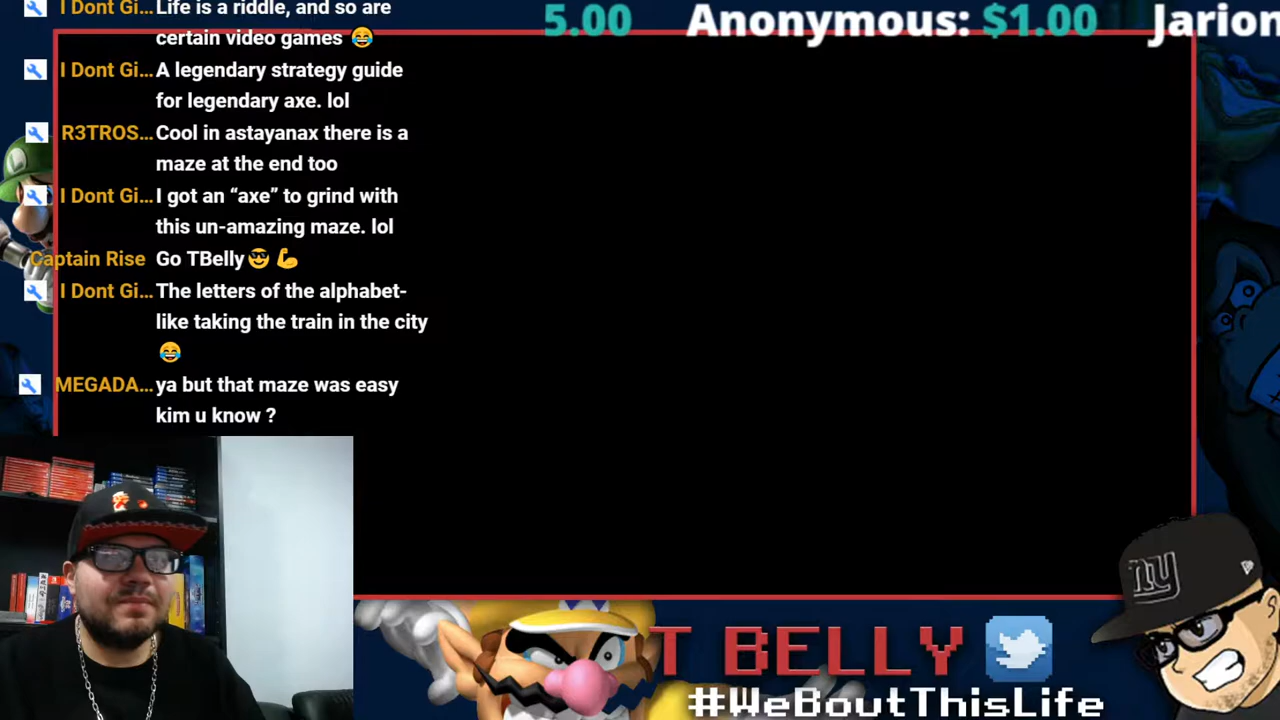 5.00 Anonymous: $1.00 Jarion
I Dont Gi... Life is a riddle, and so are
certain video games 😂
I Dont Gi... A legendary strategy guide
for legendary axe. lol
R3TROS... Cool in astayanax there is a
maze at the end too
I Dont Gi... I got an “axe” to grind with
this un-amazing maze. lol
Captain Rise Go TBelly😎 💪
I Dont Gi... The letters of the alphabet-
like taking the train in the city
😂
MEGADA... ya but that maze was easy
kim u know ?
NY
T BELLY
#WeBoutThisLife